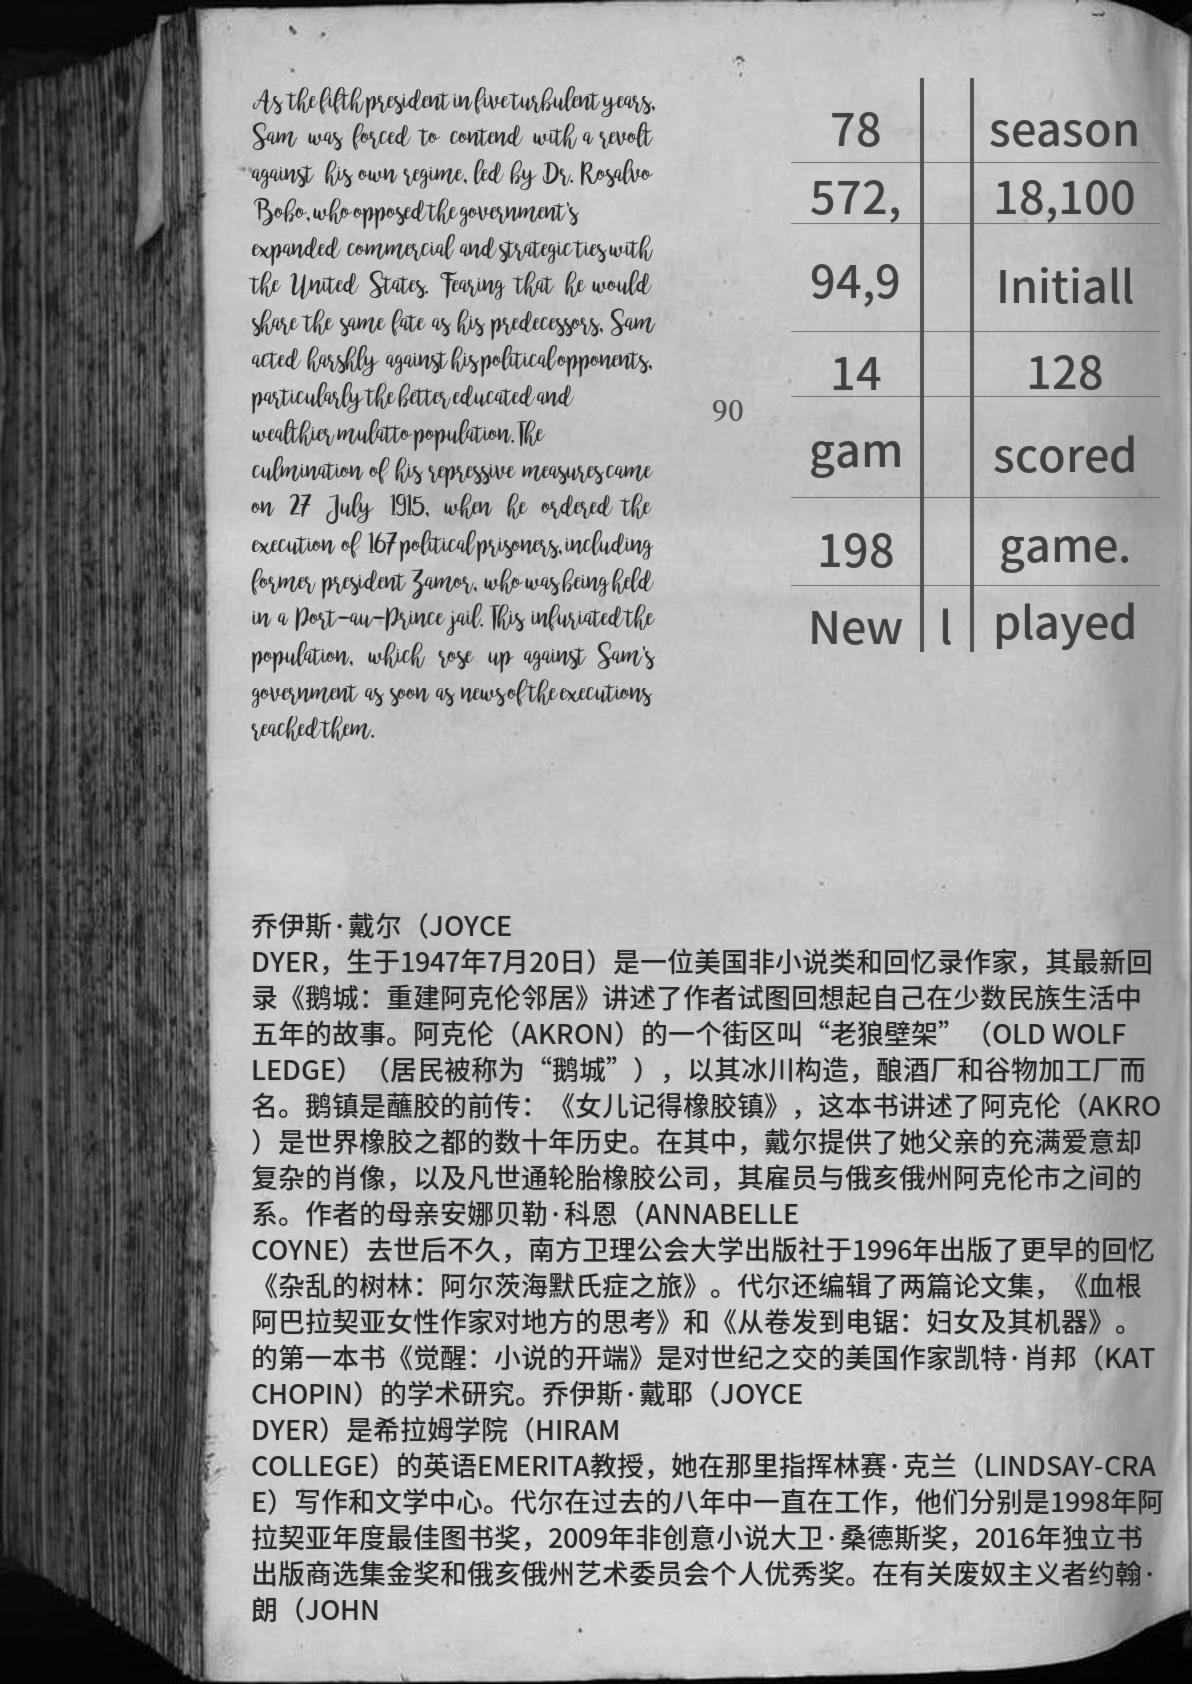 As the fifth president in five turbulent years,
Sam was forced to contend with a revolt
against his own regime, led by Dr. Rosalvo
Bobo, who opposed the government's
expanded commercial and strategic ties with
the United States. Fearing that he would
share the same fate as his predecessors, Sam
acted harshly against his political opponents,
particularly the better educated and
wealthier mulatto population. The
culmination of his repressive measures came
on 27 July 1915, when he ordered the
execution of 167 political prisoners, including
former president Zamor, who was being held
in a Port-au-Prince jail. This infuriated the
population, which rose up against Sam's
government as soon as news of the executions
reached them.
90
78 season
572, 18,100
94,9 Initiall
14 128
gam scored
198 game.
New l played
乔伊斯·戴尔（JOYCE
DYER，生于1947年7月20日）是一位美国非小说类和回忆录作家，其最新回
录《鹅城：重建阿克伦邻居》讲述了作者试图回想起自己在少数民族生活中
五年的故事。阿克伦（AKRON）的一个街区叫“老狼壁架”（OLD WOLF
LEDGE）（居民被称为“鹅城”），以其冰川构造，酿酒厂和谷物加工厂而
名。鹅镇是蘸胶的前传：《女儿记得橡胶镇》，这本书讲述了阿克伦（AKRO
）是世界橡胶之都的数十年历史。在其中，戴尔提供了她父亲的充满爱意却
复杂的肖像，以及凡世通轮胎橡胶公司，其雇员与俄亥俄州阿克伦市之间的
系。作者的母亲安娜贝勒·科恩（ANNABELLE
COYNE）去世后不久，南方卫理公会大学出版社于1996年出版了更早的回忆
《杂乱的树林：阿尔茨海默氏症之旅》。代尔还编辑了两篇论文集，《血根
阿巴拉契亚女性作家对地方的思考》和《从卷发到电锯：妇女及其机器》。
的第一本书《觉醒：小说的开端》是对世纪之交的美国作家凯特·肖邦（KAT
CHOPIN）的学术研究。乔伊斯·戴耶（JOYCE
DYER）是希拉姆学院（HIRAM
COLLEGE）的英语EMERITA教授，她在那里指挥林赛·克兰（LINDSAY-CRA
E）写作和文学中心。代尔在过去的八年中一直在工作，他们分别是1998年阿
拉契亚年度最佳图书奖，2009年非创意小说大卫·桑德斯奖，2016年独立书
出版商选集金奖和俄亥俄州艺术委员会个人优秀奖。在有关废奴主义者约翰·
朗（JOHN